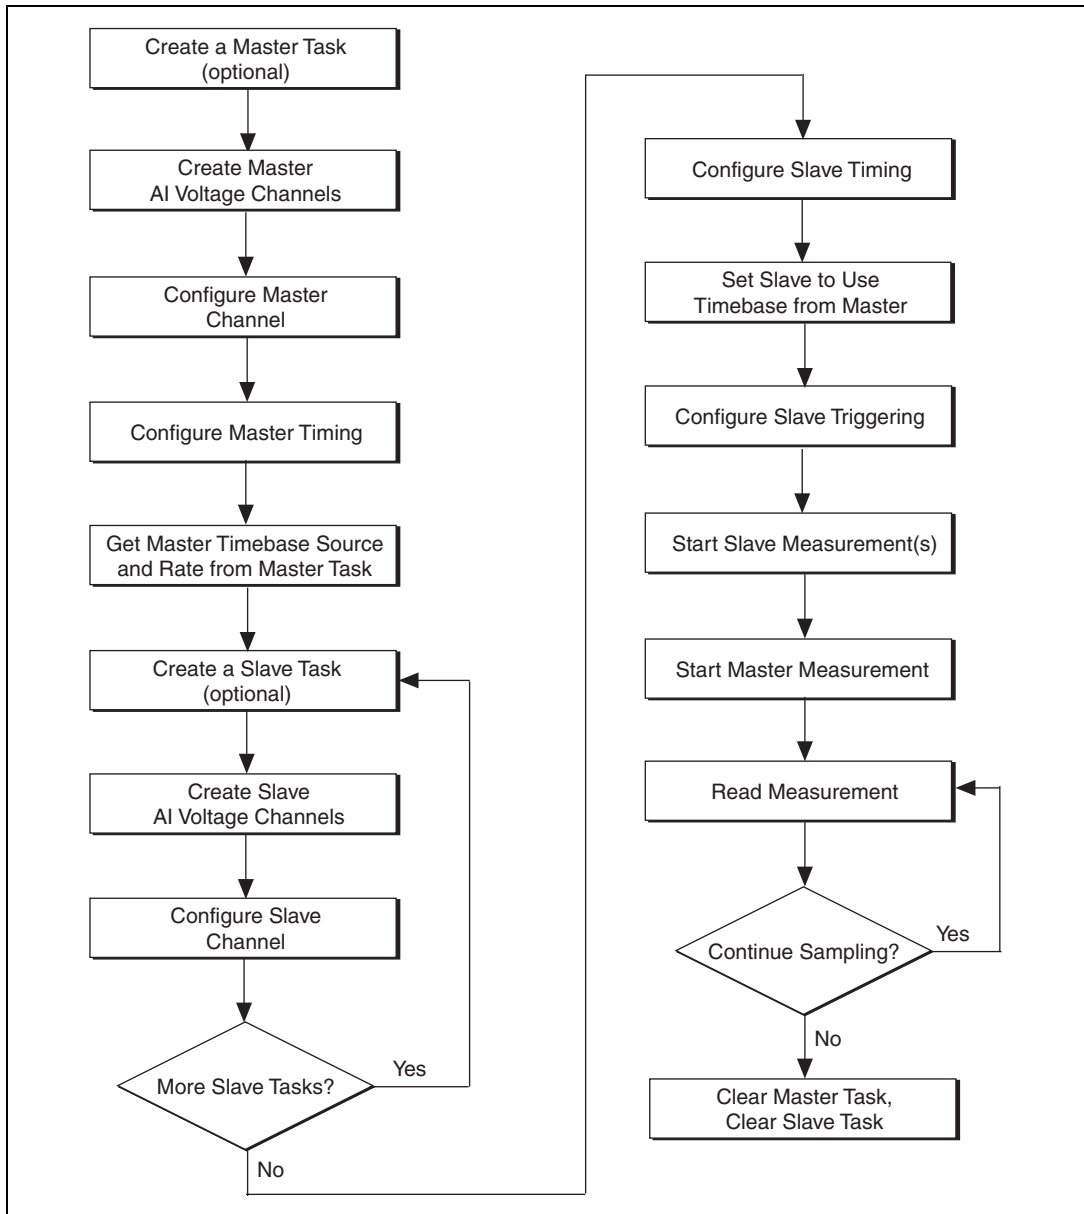 Create a Master Task
(optional)
Create Master
AI Voltage Channels
Configure Master
Channel
Configure Master Timing
Get Master Timebase Source
and Rate from Master Task
Create a Slave Task
(optional)
Create Slave
AI Voltage Channels
Configure Slave
Channel
More Slave Tasks?
Yes
No
Configure Slave Timing
Set Slave to Use
Timebase from Master
Configure Slave Triggering
Start Slave Measurement(s)
Start Master Measurement
Read Measurement
Continue Sampling?
Yes
No
Clear Master Task,
Clear Slave Task